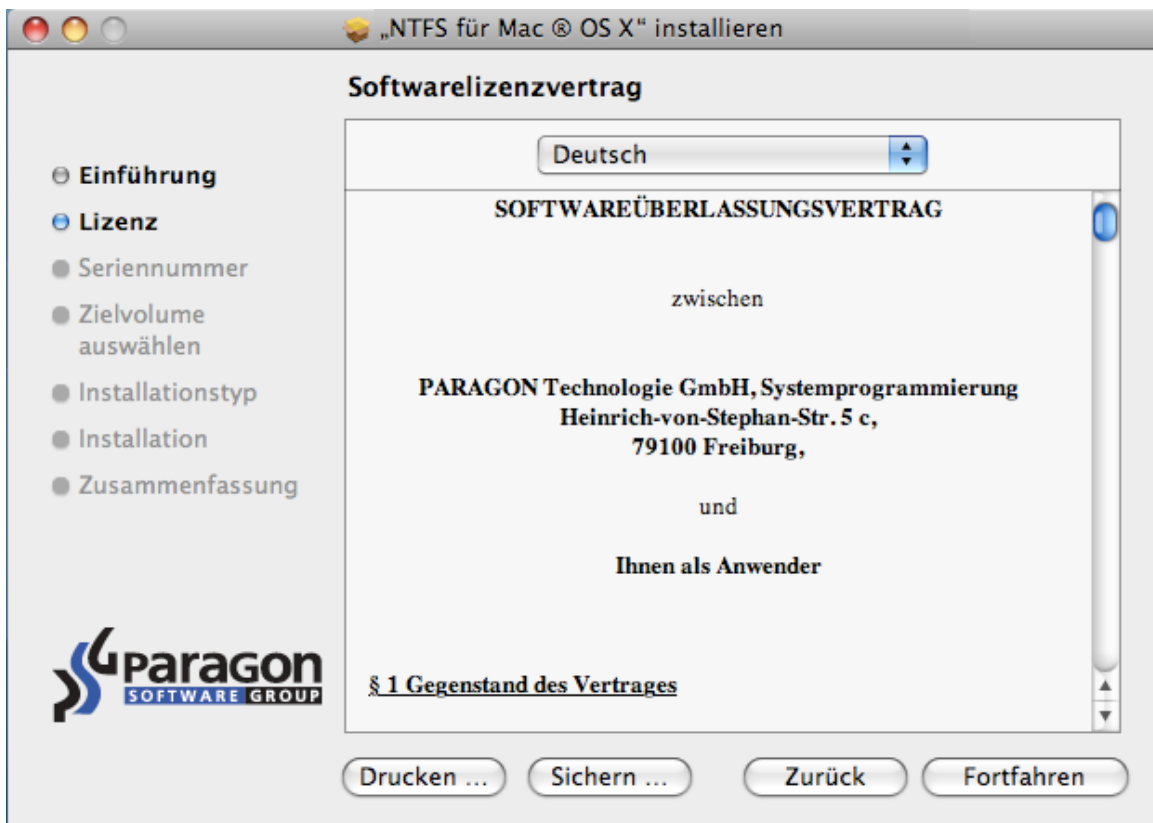 „NTFS für Mac ® OS X“ installieren
Softwarelizenzvertrag
Einführung
Lizenz
Seriennummer
Zielvolume
auswählen
Installationstyp
Installation
Zusammenfassung
Paragon
SOFTWARE GROUP
Deutsch
SOFTWAREÜBERLASSUNGSVERTRAG
zwischen
PARAGON Technologie GmbH, Systemprogrammierung
Heinrich-von-Stephan-Str. 5 c,
79100 Freiburg,
und
Ihnen als Anwender
§ 1 Gegenstand des Vertrages
Drucken ... Sichern ... Zurück Fortfahren